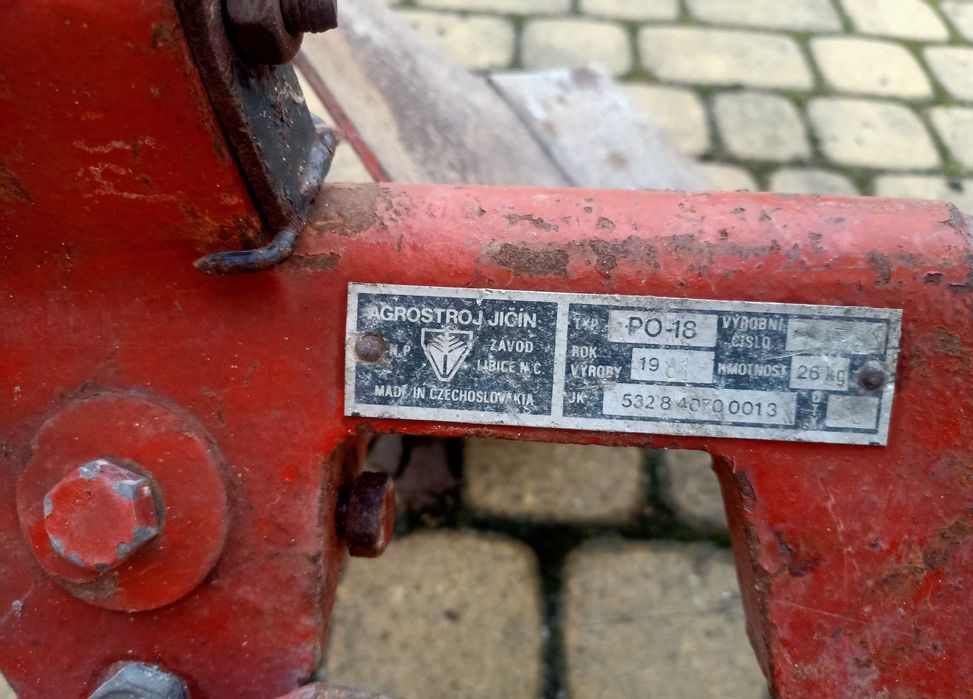 AGROSTROJ JIČÍN
N.P. ZÁVOD
LIBICE N/C
MADE IN CZECHOSLOVAKIA
TYP PO-18 VÝROBNÍ
ČÍSLO
ROK
VÝROBY 19 HMOTNOST 26 kg
JK 532 8 4070 0013